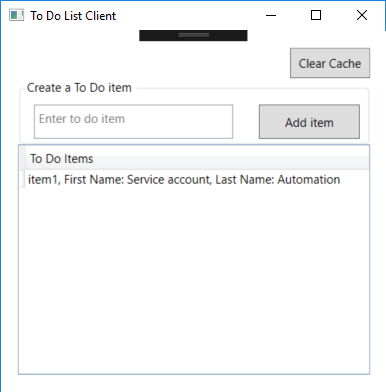 To Do List Client
Clear Cache
Create a To Do item
Enter to do item
Add item
To Do Items
item1, First Name: Service account, Last Name: Automation